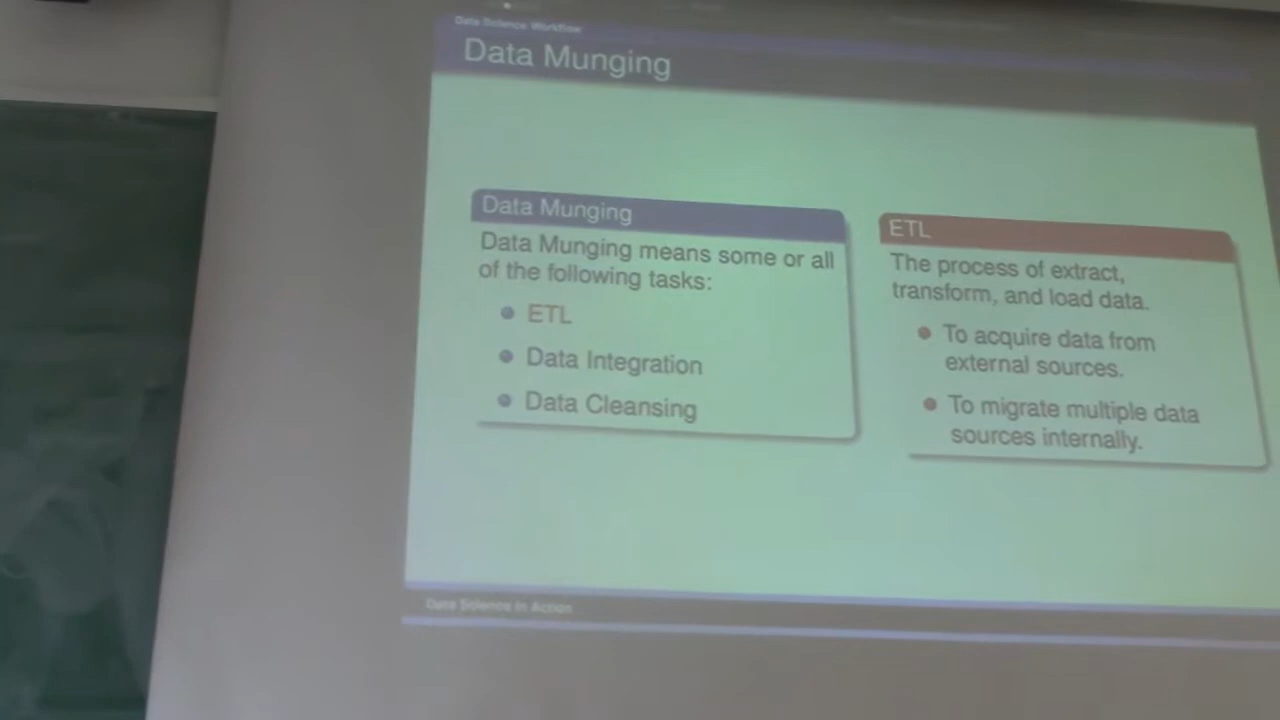 Data Science Workflow
Data Munging
Data Munging
Data Munging means some or all
of the following tasks:
ETL
Data Integration
Data Cleansing
ETL
The process of extract,
transform, and load data.
To acquire data from
external sources.
To migrate multiple data
sources internally.
Data Science in Action